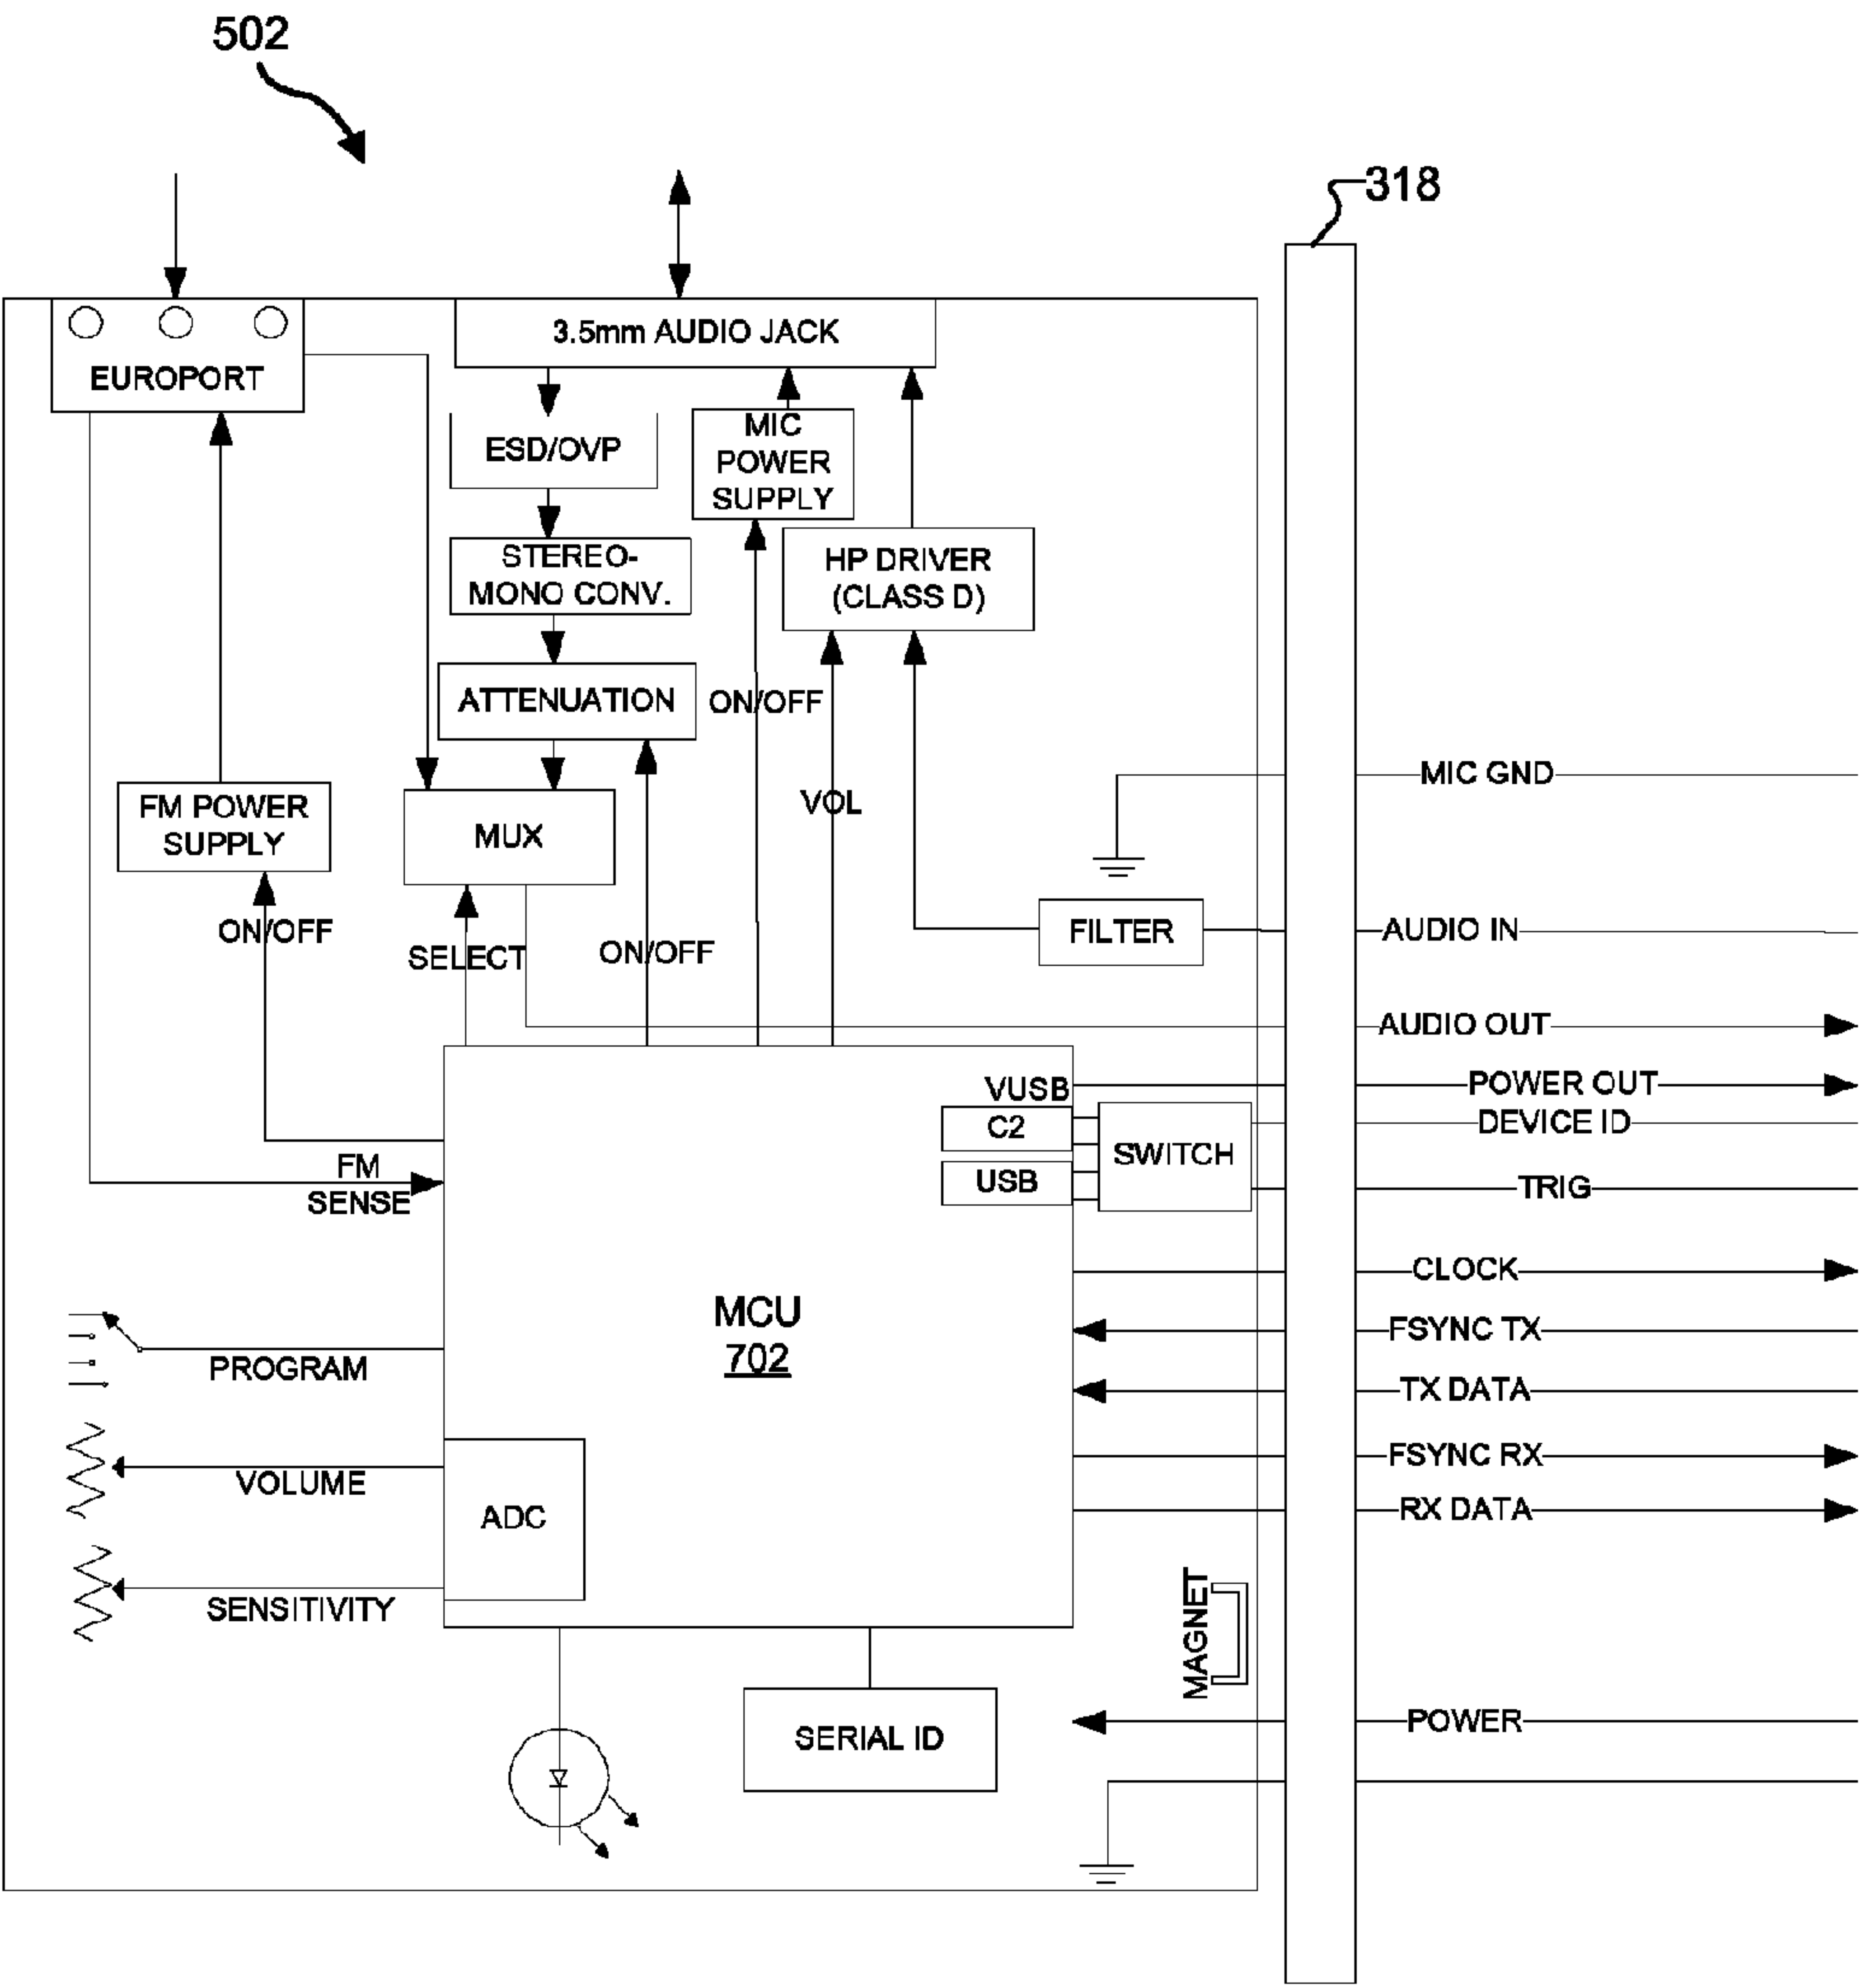 502
318
3.5mm AUDIO JACK
EUROPORT
ESD/OVP
MIC
POWER
SUPPLY
STEREO-
MONO CONV.
HP DRIVER
(CLASS D)
ATTENUATION
ON/OFF
FM POWER
SUPPLY
MUX
VOL
MIC GND
ON/OFF
SELECT
ON/OFF
FILTER
AUDIO IN
AUDIO OUT
VUSB
POWER OUT
C2
SWITCH
DEVICE ID
USB
TRIG
FM
SENSE
CLOCK
MCU
702
FSYNC TX
PROGRAM
TX DATA
FSYNC RX
VOLUME
ADC
RX DATA
SENSITIVITY
MAGNET
SERIAL ID
POWER